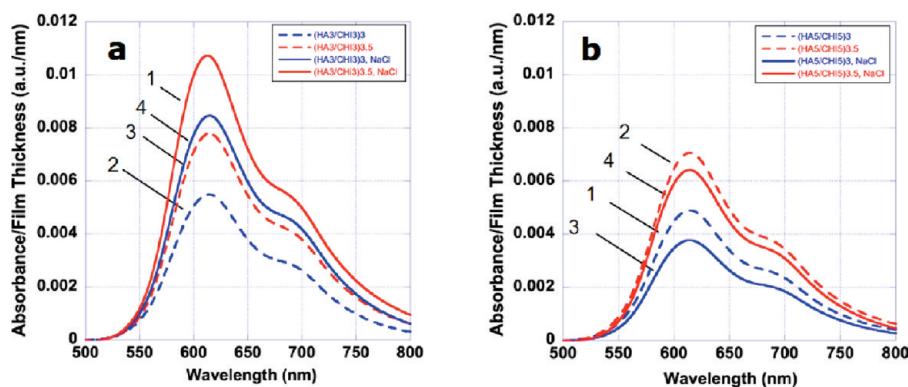 a
(HA3/CHI3)3
(HA3/CHI3)3.5
(HA3/CHI3)3, NaCl
(HA3/CHI3)3.5, NaCl
1
4
3
2
0.012
0.01
0.008
0.006
0.004
0.002
0
500
550
600
650
700
750
800
Absorbance/Film Thickness (a.u./nm)
Wavelength (nm)
b
(HA5/CHI5)3
(HA5/CHI5)3.5
(HA5/CHI5)3, NaCl
(HA5/CHI5)3.5, NaCl
2
4
1
3
0.012
0.01
0.008
0.006
0.004
0.002
0
500
550
600
650
700
750
800
Absorbance/Film Thickness (a.u./nm)
Wavelength (nm)